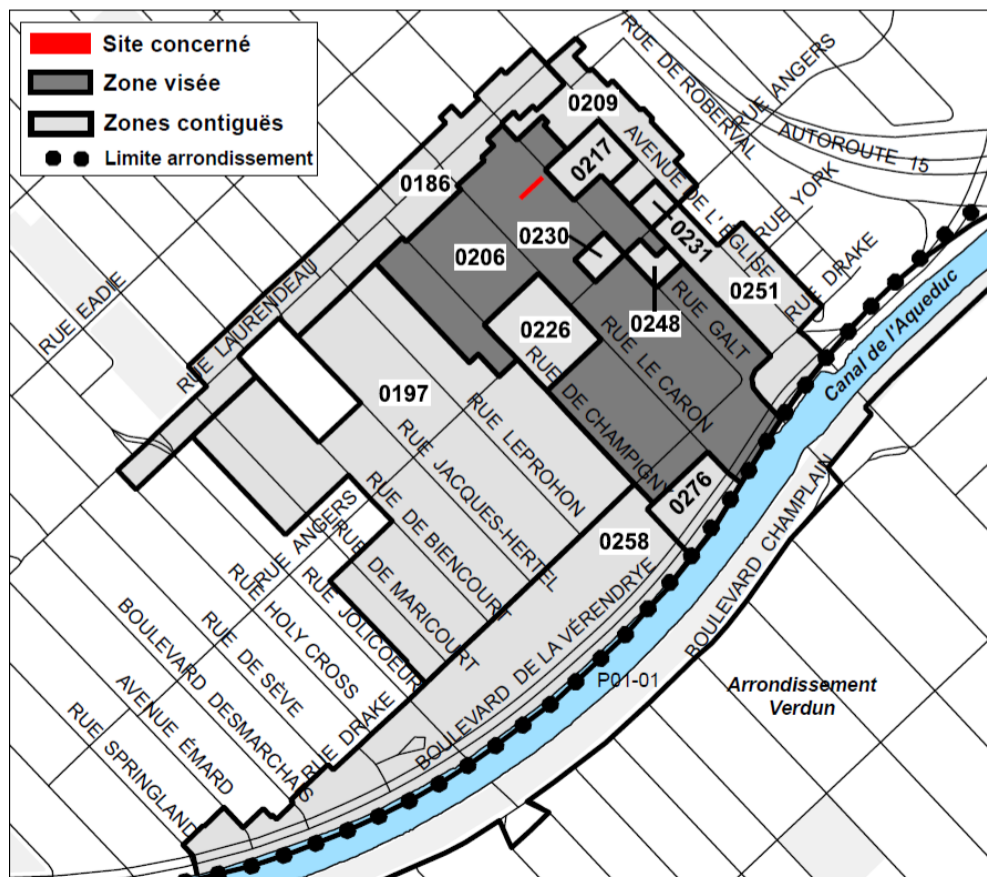 Site concerné
Zone visée
Zones contiguës
Limite arrondissement
RUE DE ROBERVAL
RUE ANGERS
AUTOROUTE 15
0209
AVENUE DE L'ÉGLISE
0217
RUE YORK
0186
0230
0231
0206
RUE DRAKE
0251
RUE EADIE
RUE LAURENDEAU
0226
0248
RUE GALT
Canal de l'Aqueduc
RUE LE CARON
0197
RUE DE CHAMPIGNY
RUE LEPROHON
RUE JACQUES-HERTEL
0276
BOULEVARD CHAMPLAIN
RUE DE BIENCOURT
RUE ANGERS
0258
RUE DE MARICOURT
RUE JOLICOEUR
RUE HOLY CROSS
RUE DE SÈVE
BOULEVARD DESMARCHAIS
AVENUE ÉMARD
RUE SPRINGLAND
RUE DRAKE
BOULEVARD DE LA VÉRENDRYE
P01-01
Arrondissement
Verdun